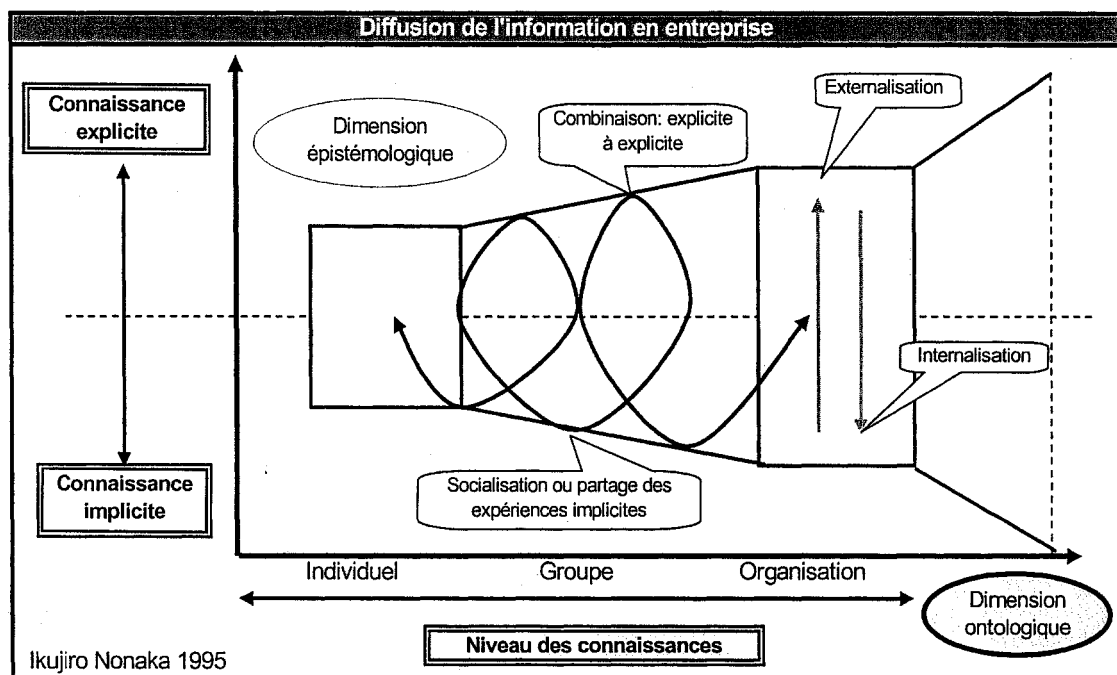 Diffusion de l'information en entreprise
Connaissance
explicite
Dimension
épistémologique
Combinaison: explicite
à explicite
Externalisation
Internalisation
Connaissance
implicite
Socialisation ou partage des
expériences implicites
Individuel
Groupe
Organisation
Dimension
ontologique
Niveau des connaissances
Ikujiro Nonaka 1995